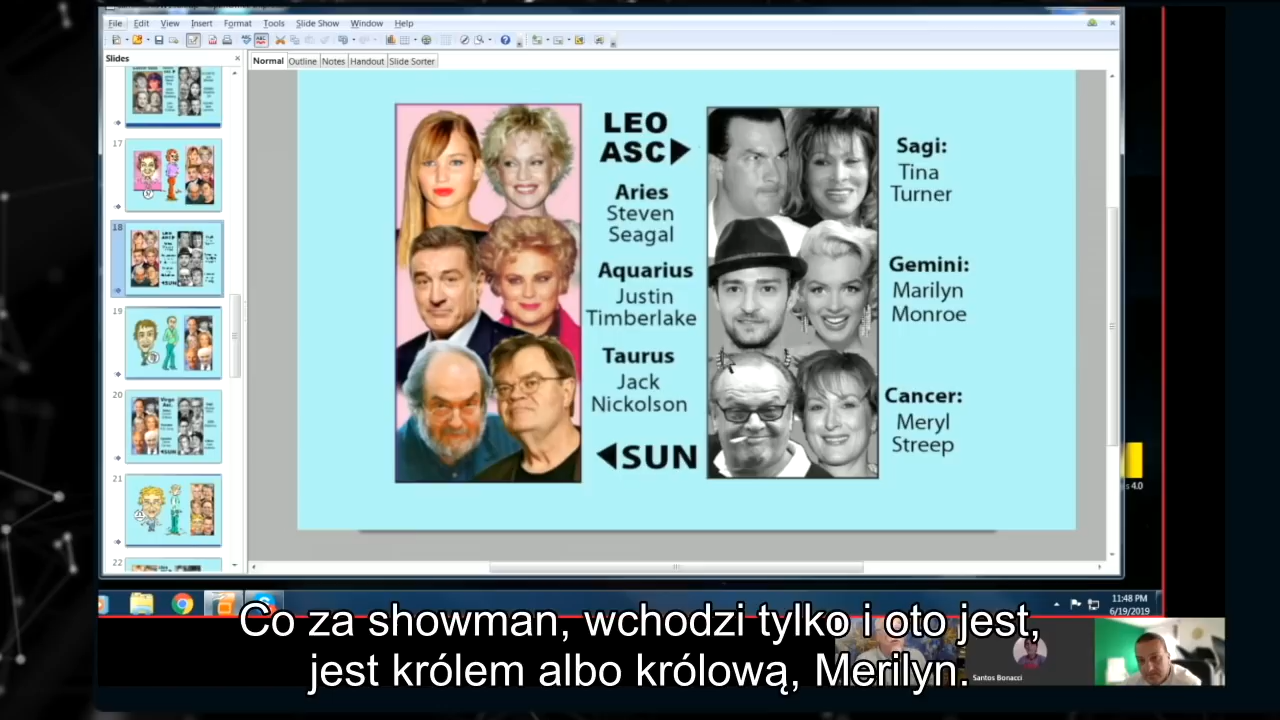 File Edit View Insert Format Tools Slide Show Window Help
Slides
Normal Outline Notes Handout Slide Sorter
17
18
19
20
21
22
LEO
ASC
Aries
Steven
Seagal
Aquarius
Justin
Timberlake
Taurus
Jack
Nickolson
SUN
Sagi:
Tina
Turner
Gemini:
Marilyn
Monroe
Cancer:
Meryl
Streep
s 4.0
11:48 PM
6/19/2019
Santos Bonacci
Co za showman, wchodzi tylko i oto jest,
jest królem albo królową, Merilyn.